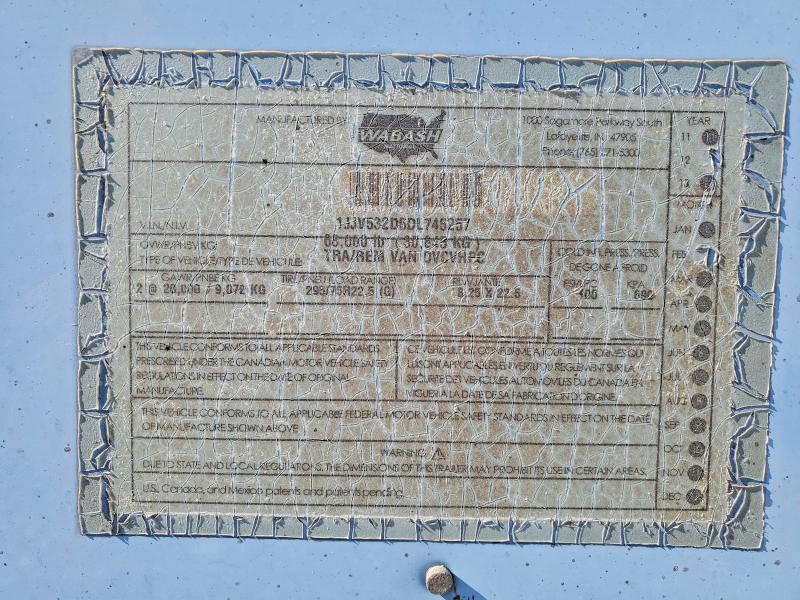 MANUFACTURED BY
WABASH
NATIONAL
1000 Sagamore Parkway South
Lafayette, IN 47905
Phone: (765) 771-5300
YEAR
11
12
13
MONTH
JAN
FEB
MAR
APR
MAY
JUN
JUL
AUG
SEP
OCT
NOV
DEC
V.I.N./N.I.V.
1JJV532D6DL745257
GVWR/PNBV KG/
68,000 lb ( 30,845 KG )
TYPE OF VEHICLE/TYPE DE VEHICULE:
TRA/REM VAN DVCVHPC
COLD INFL. PRESS./PRESS.
DE GONF. A FROID
GAWR/PNBE KG
TIRE/PNEU (LOAD RANGE)
RIM/JANTE
PSI/LPC
KPA
2 @ 20,000 / 9,072 KG
295/75R22.5 (G)
8.25 X 22.5
105
690
THIS VEHICLE CONFORMS TO ALL APPLICABLE STANDARDS
PRESCRIBED UNDER THE CANADIAN MOTOR VEHICLE SAFETY
REGULATIONS IN EFFECT ON THE DATE OF ORIGINAL
MANUFACTURE.
CE VEHICULE EST CONFORME A TOUTES LES NORMES QUI
LUI SONT APPLICABLES EN VERTU DU REGLEMENT SUR LA
SECURITE DES VEHICULES AUTOMOBILES DU CANADA EN
VIGUEUR A LA DATE DE SA FABRICATION D'ORIGINE.
THIS VEHICLE CONFORMS TO ALL APPLICABLE FEDERAL MOTOR VEHICLE SAFETY STANDARDS IN EFFECT ON THE DATE
OF MANUFACTURE SHOWN ABOVE
WARNING
DUE TO STATE AND LOCAL REGULATIONS, THE DIMENSIONS OF THIS TRAILER MAY PROHIBIT ITS USE IN CERTAIN AREAS.
U.S. Canada, and Mexico patents and patents pending.